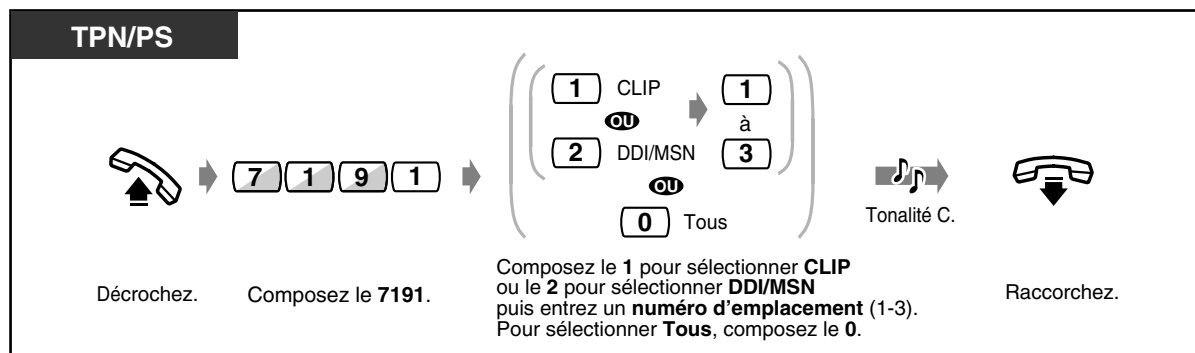 TPN/PS
1 CLIP 1
OU à
2 DDI/MSN 3
OU
0 Tous
7 1 9 1
Tonalité C.
Décrochez.
Composez le 7191.
Composez le 1 pour sélectionner CLIP
ou le 2 pour sélectionner DDI/MSN
puis entrez un numéro d'emplacement (1-3).
Pour sélectionner Tous, composez le 0.
Raccorchez.